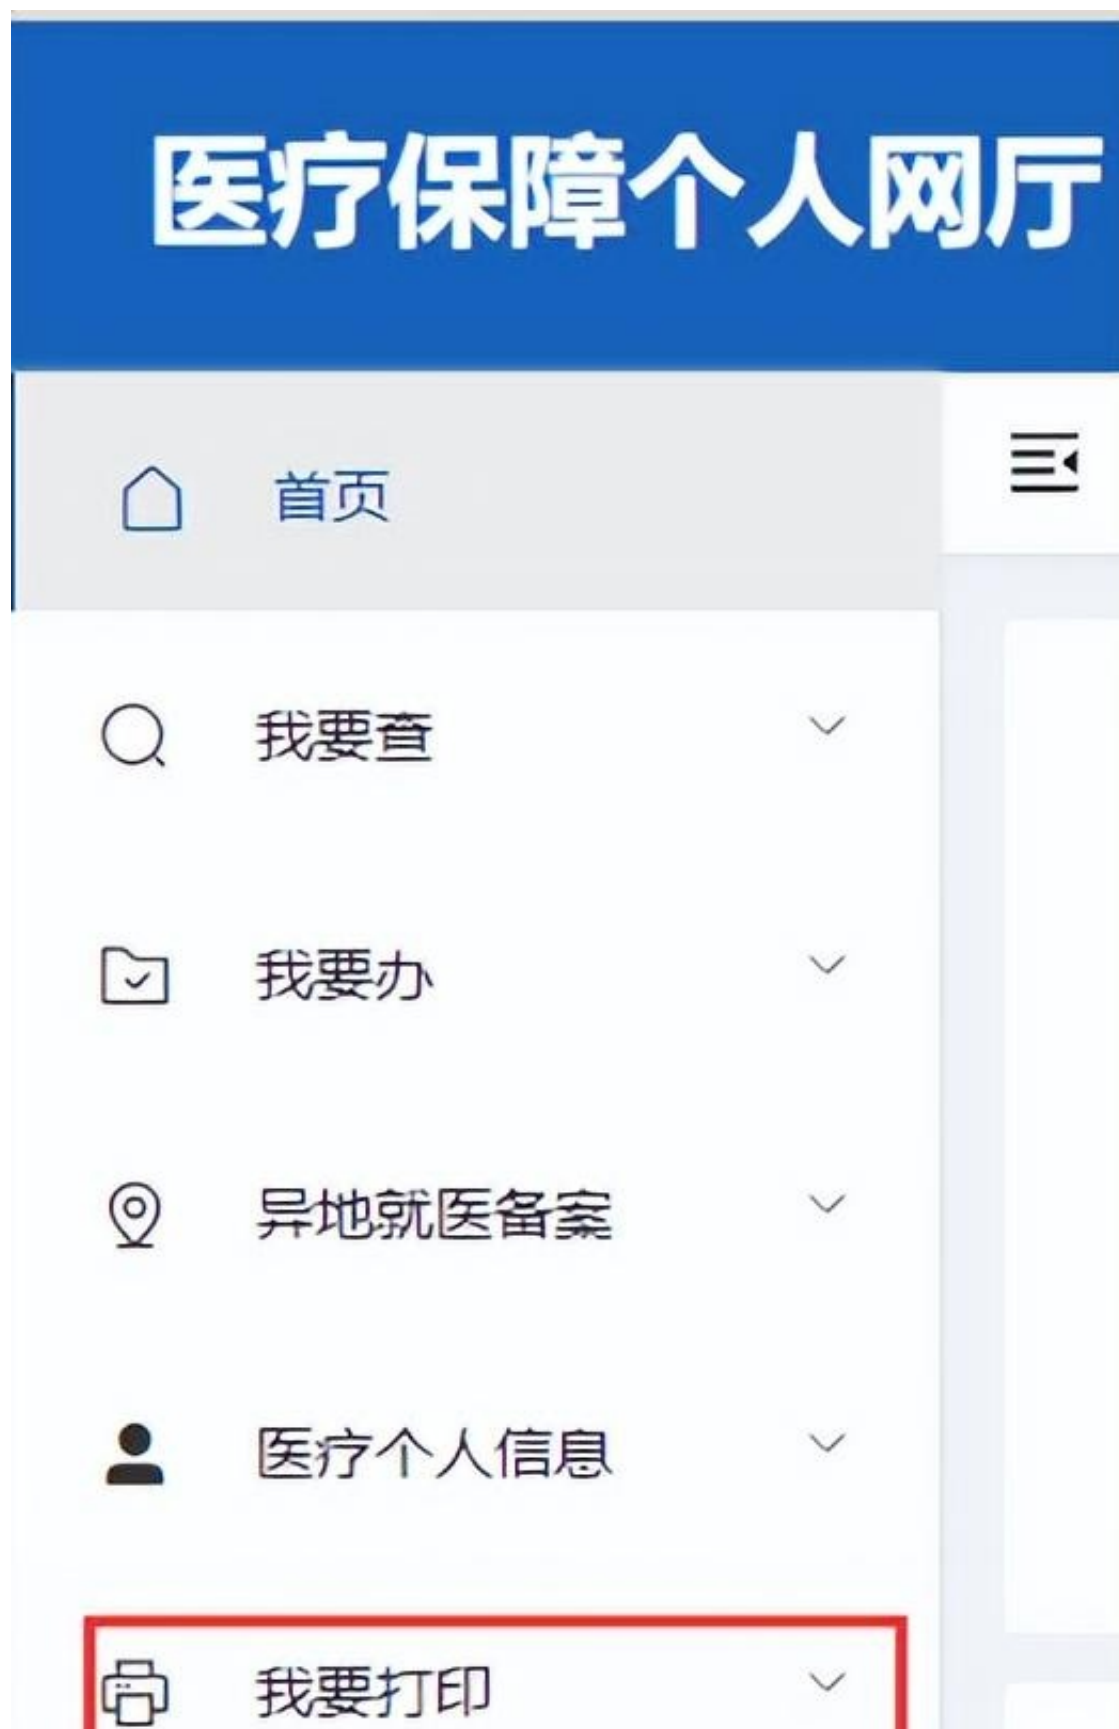 医疗保障个人网厅
首页
我要查
我要办
异地就医备案
医疗个人信息
我要打印